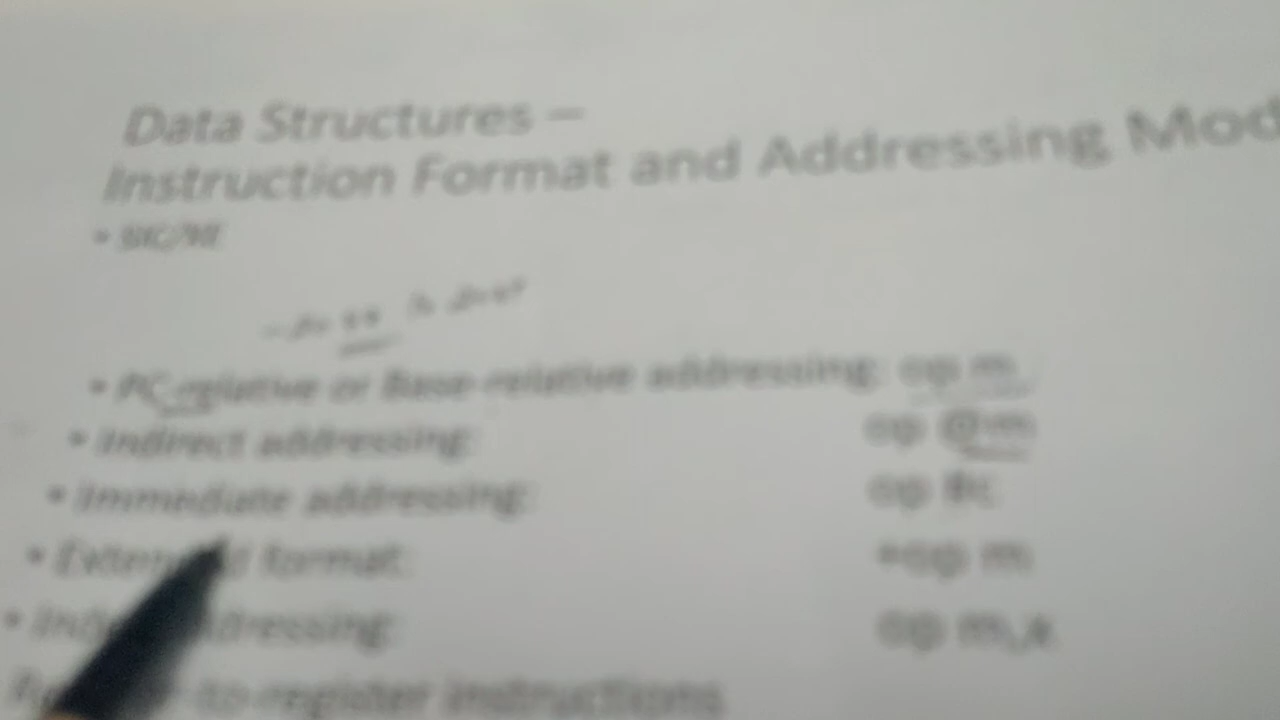 Data Structures –
Instruction Format and Addressing Mod
• SIC/XE
• PC-relative or Base-relative addressing: op m
• Indirect addressing: op @m
• Immediate addressing: op #c
• Extended format: +op m
• addressing: op m,x
-to-register instructions